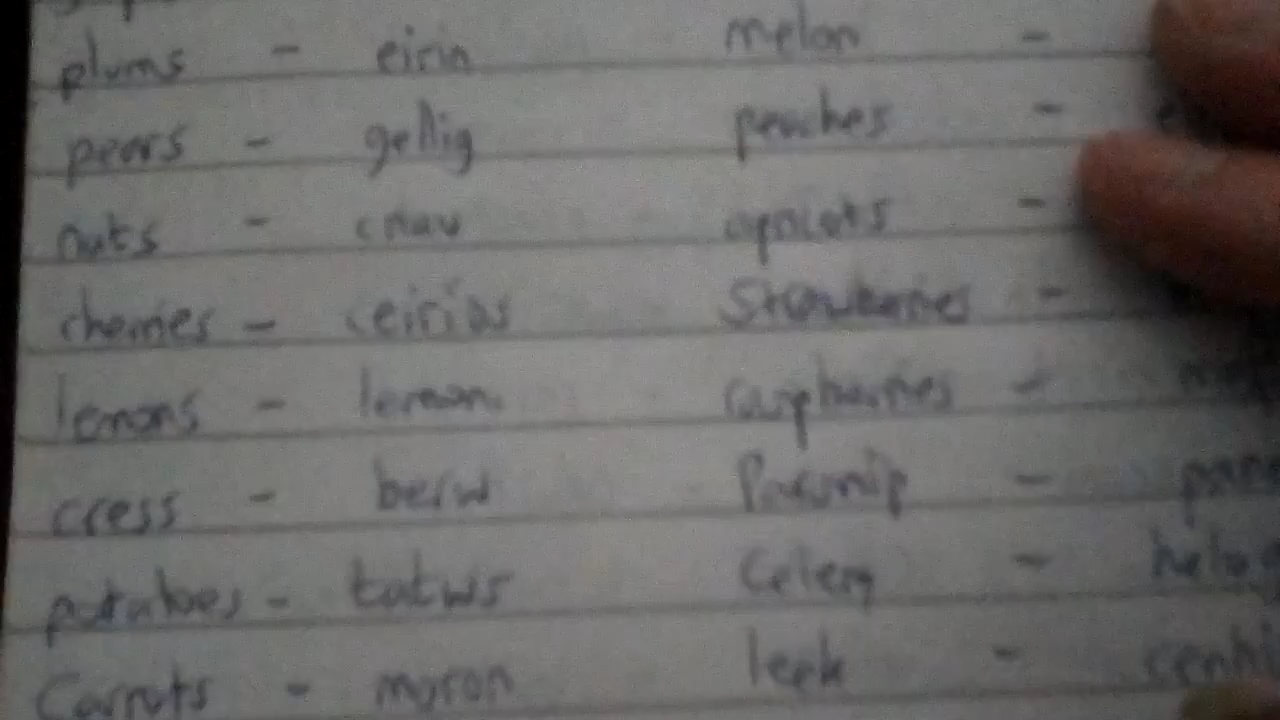 plums - eirin melon -
pears - gellig peaches -
nuts - cnau apricots -
cherries - ceirios Strawberries -
lemons - lemon raspberries -
cress - berw Parsnip -
potatoes - tatws Celery -
Carrots - moron leek -